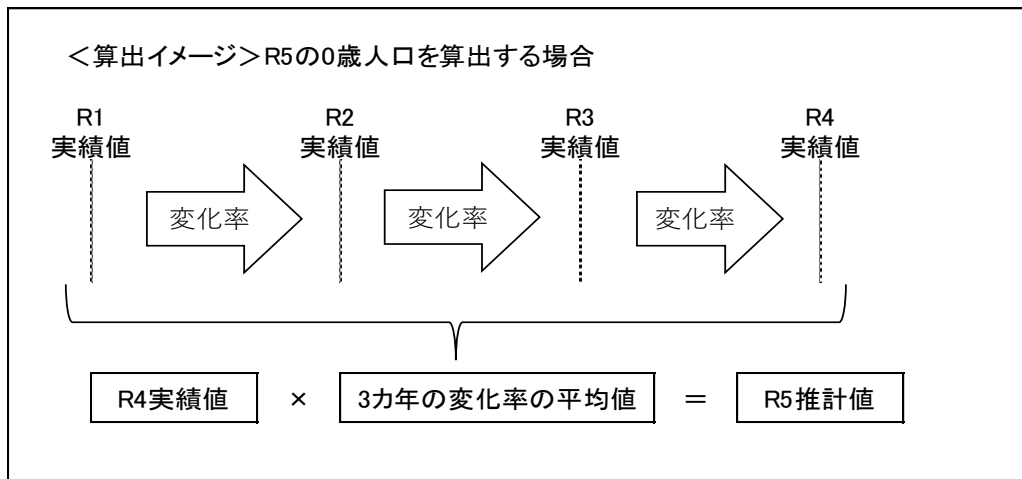 ＜算出イメージ＞R5の0歳人口を算出する場合
R1
実績値
R2
実績値
R3
実績値
R4
実績値
変化率
変化率
変化率
R4実績値 × 3カ年の変化率の平均値 ＝ R5推計値